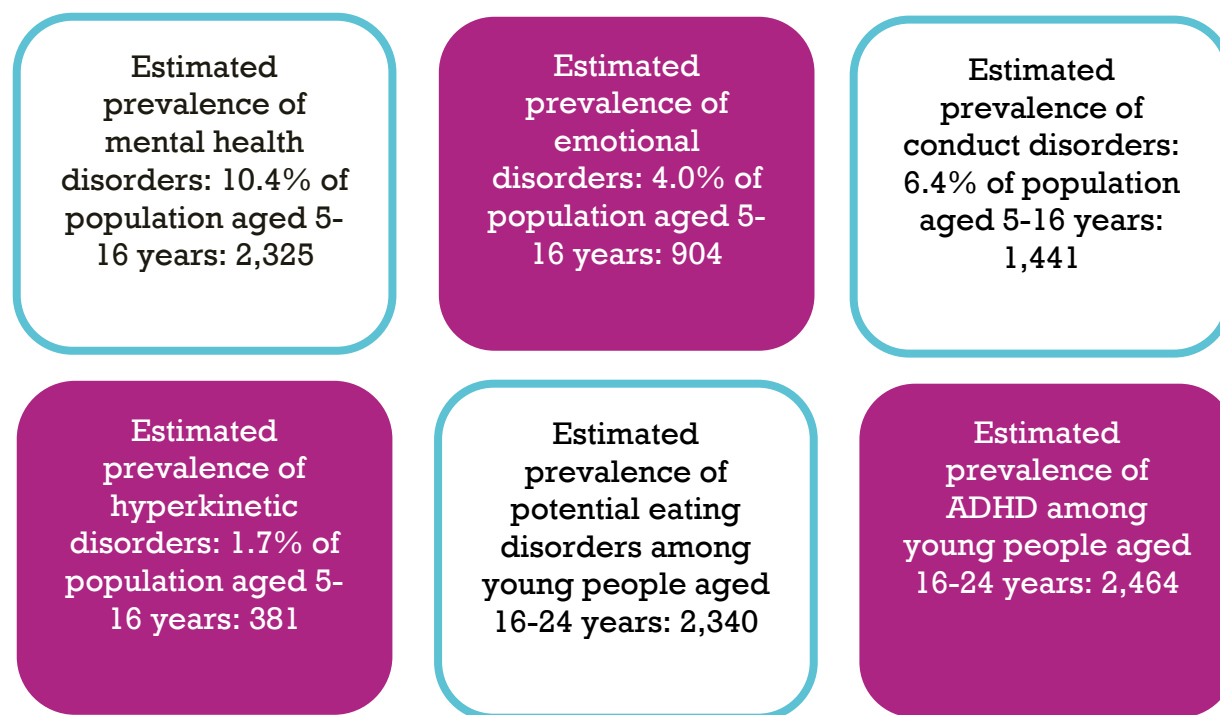 Estimated
prevalence of
mental health
disorders: 10.4% of
population aged 5-
16 years: 2,325
Estimated
prevalence of
emotional
disorders: 4.0% of
population aged 5-
16 years: 904
Estimated
prevalence of
conduct disorders:
6.4% of population
aged 5-16 years:
1,441
Estimated
prevalence of
hyperkinetic
disorders: 1.7% of
population aged 5-
16 years: 381
Estimated
prevalence of
potential eating
disorders among
young people aged
16-24 years: 2,340
Estimated
prevalence of
ADHD among
young people aged
16-24 years: 2,464